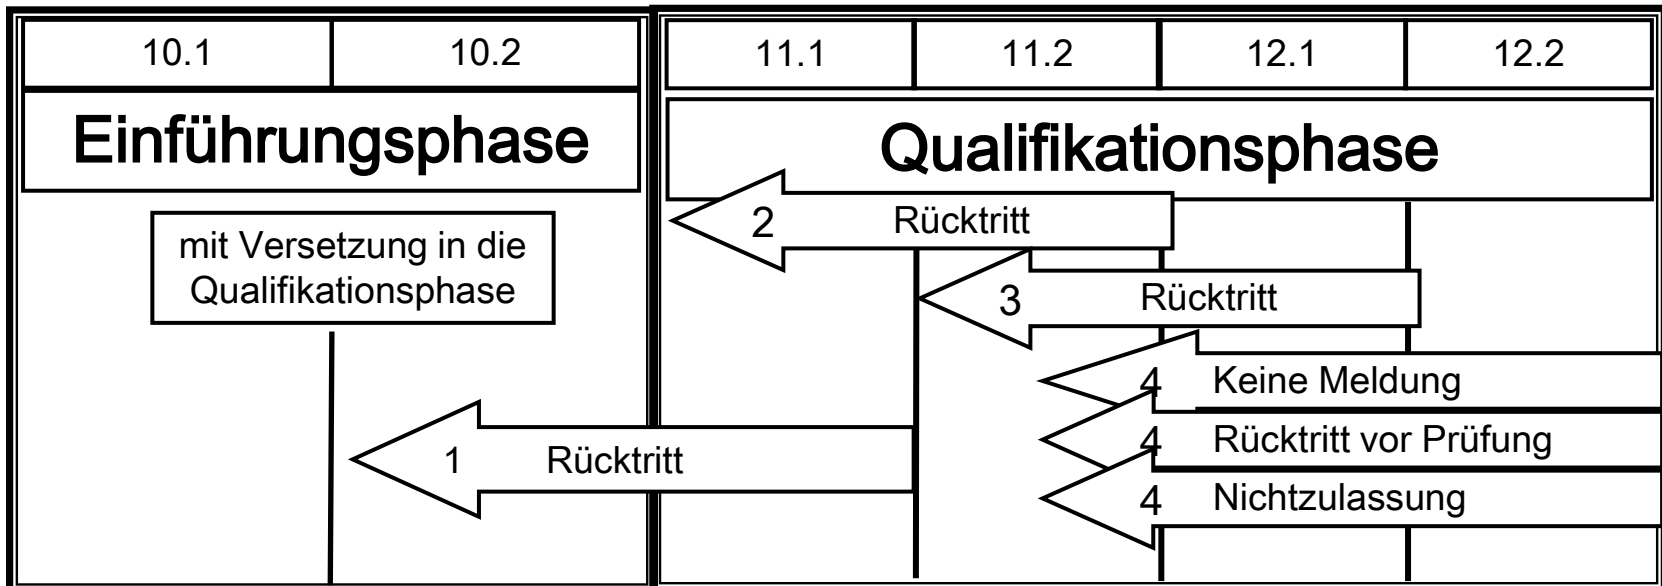 10.1 10.2 11.1 11.2 12.1 12.2
Einführungsphase Qualifikationsphase
2 Rücktritt
mit Versetzung in die
Qualifikationsphase
3 Rücktritt
4 Keine Meldung
4 Rücktritt vor Prüfung
1 Rücktritt
4 Nichtzulassung